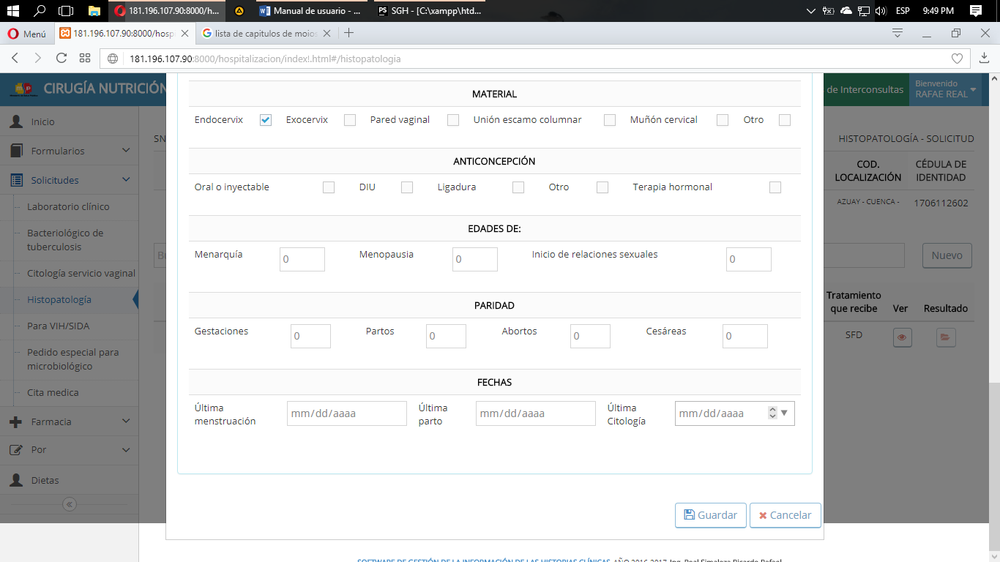 181.196.107.90:8000/h...
Manual de usuario - ...
SGH - [C:\xampp\htd...
ESP
9:49 PM
Menú
181.196.107.90:8000/hosp
lista de capitulos de moio
181.196.107.90:8000/hospitalizacion/index!.html#/histopatologia
CIRUGÍA NUTRICIÓN
de Interconsultas
Bienvenido
RAFAE REAL
Inicio
Formularios
Solicitudes
Laboratorio clínico
Bacteriológico de
tuberculosis
Citología servicio vaginal
Histopatología
Para VIH/SIDA
Pedido especial para
microbiológico
Cita medica
Farmacia
Por
Dietas
SN
HISTOPATOLOGÍA - SOLICITUD
COD.
LOCALIZACIÓN
CÉDULA DE
IDENTIDAD
AZUAY - CUENCA -
1706112602
Nuevo
Tratamiento
que recibe
Ver
Resultado
SFD
MATERIAL
Endocervix Exocervix Pared vaginal Unión escamo columnar Muñón cervical Otro
ANTICONCEPCIÓN
Oral o inyectable DIU Ligadura Otro Terapia hormonal
EDADES DE:
Menarquía 0 Menopausia 0 Inicio de relaciones sexuales 0
PARIDAD
Gestaciones 0 Partos 0 Abortos 0 Cesáreas 0
FECHAS
Última
menstruación
mm/dd/aaaa
Última
parto
mm/dd/aaaa
Última
Citología
mm/dd/aaaa
Guardar
Cancelar
SOFTWARE DE GESTIÓN DE LA INFORMACIÓN DE LAS HISTORIAS CLÍNICAS. AÑO 2016-2017. Ing. Real Simaleza Ricardo Rafael